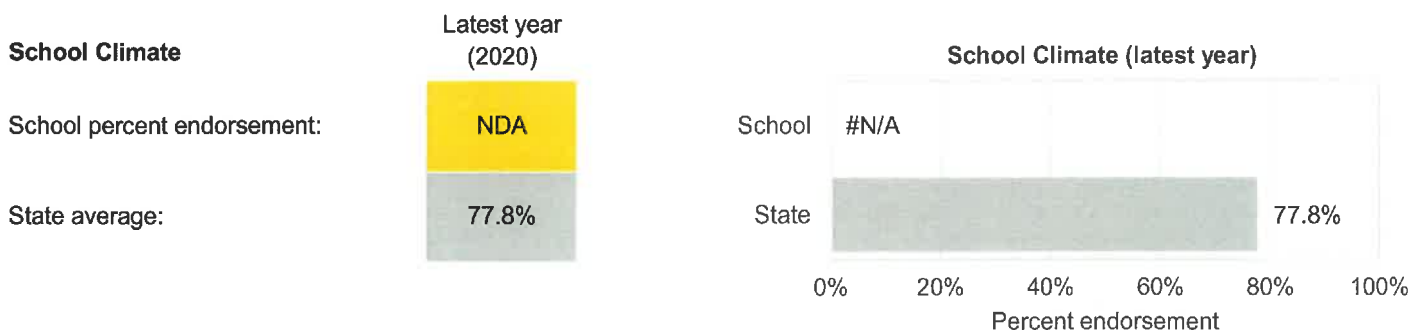 School Climate
Latest year
(2020)
School percent endorsement:
NDA
State average:
77.8%
School Climate (latest year)
School
#N/A
State
77.8%
0% 20% 40% 60% 80% 100%
Percent endorsement